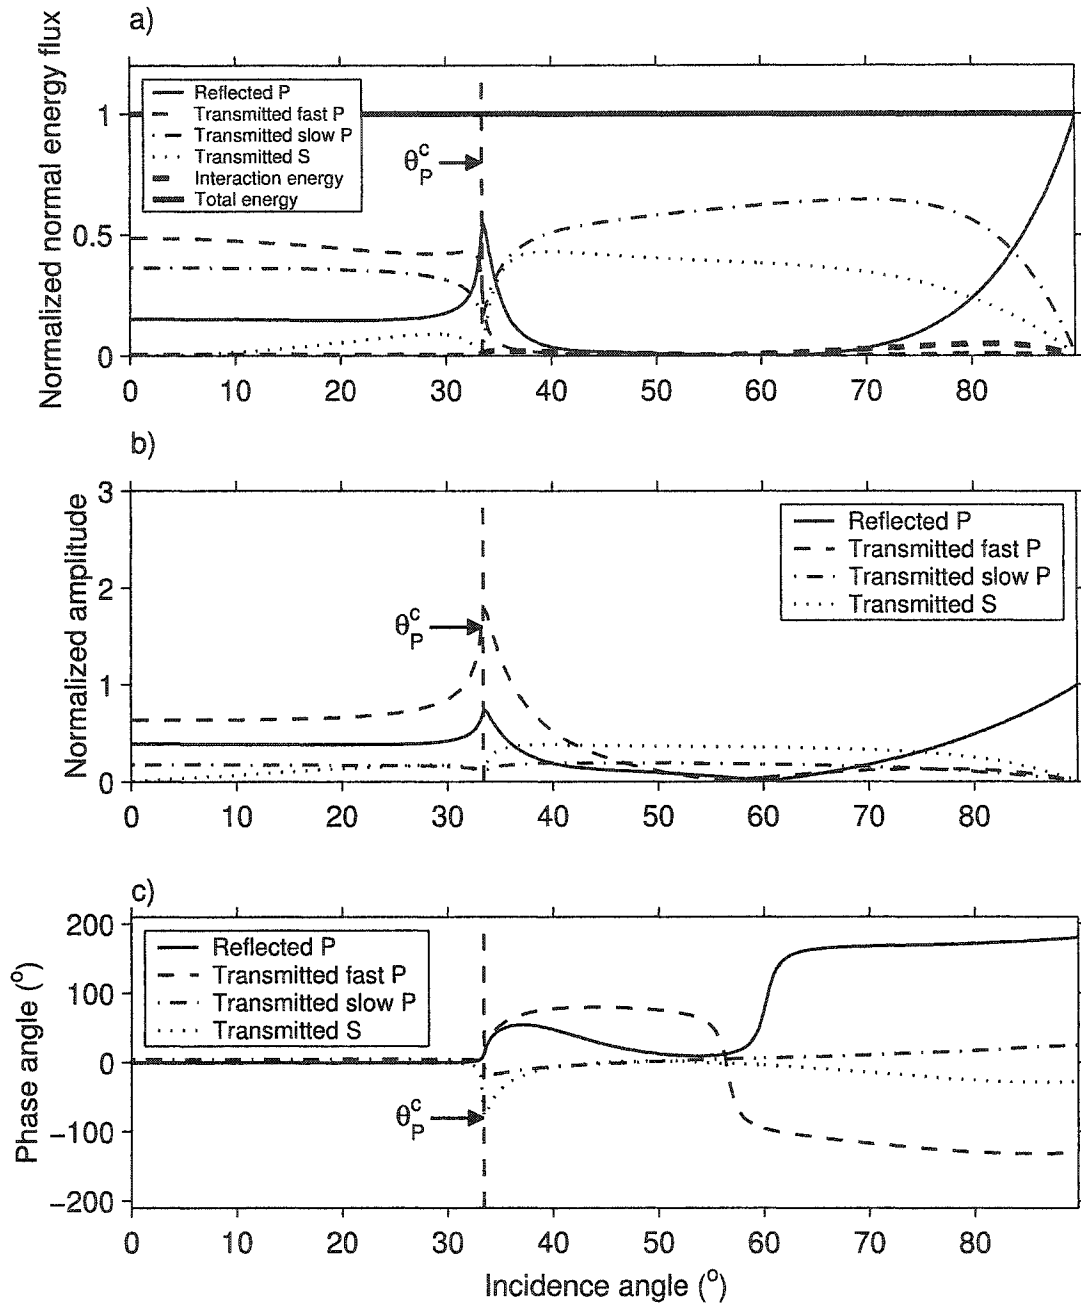 a)
Normalized normal energy flux
Reflected P
Transmitted fast P
Transmitted slow P
Transmitted S
Interaction energy
Total energy
θ_P^c
1
0.5
0
0 10 20 30 40 50 60 70 80
b)
Normalized amplitude
Reflected P
Transmitted fast P
Transmitted slow P
Transmitted S
θ_P^c
3
2
1
0
0 10 20 30 40 50 60 70 80
c)
Phase angle (°)
Reflected P
Transmitted fast P
Transmitted slow P
Transmitted S
θ_P^c
200
100
0
−100
−200
0 10 20 30 40 50 60 70 80
Incidence angle (°)